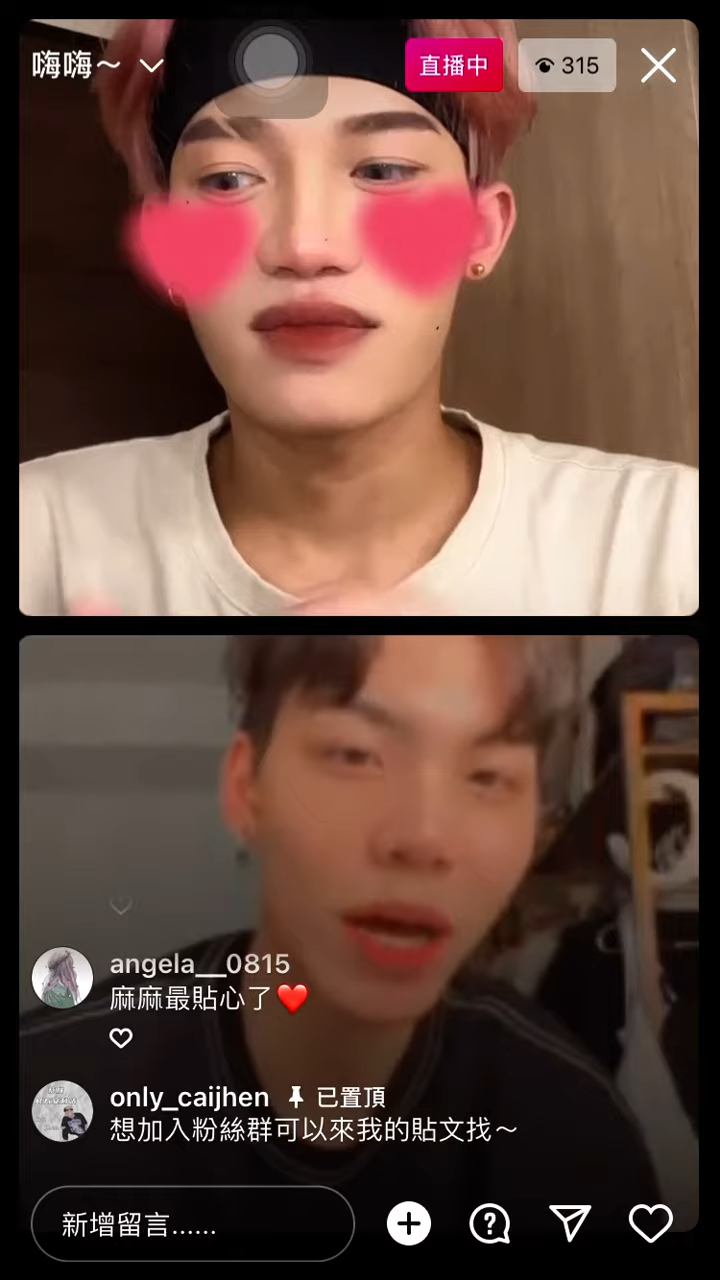 嗨嗨～
直播中
315
angela__0815
麻麻最貼心了❤️
only_caijhen 已置頂
想加入粉絲群可以來我的貼文找～
新增留言......